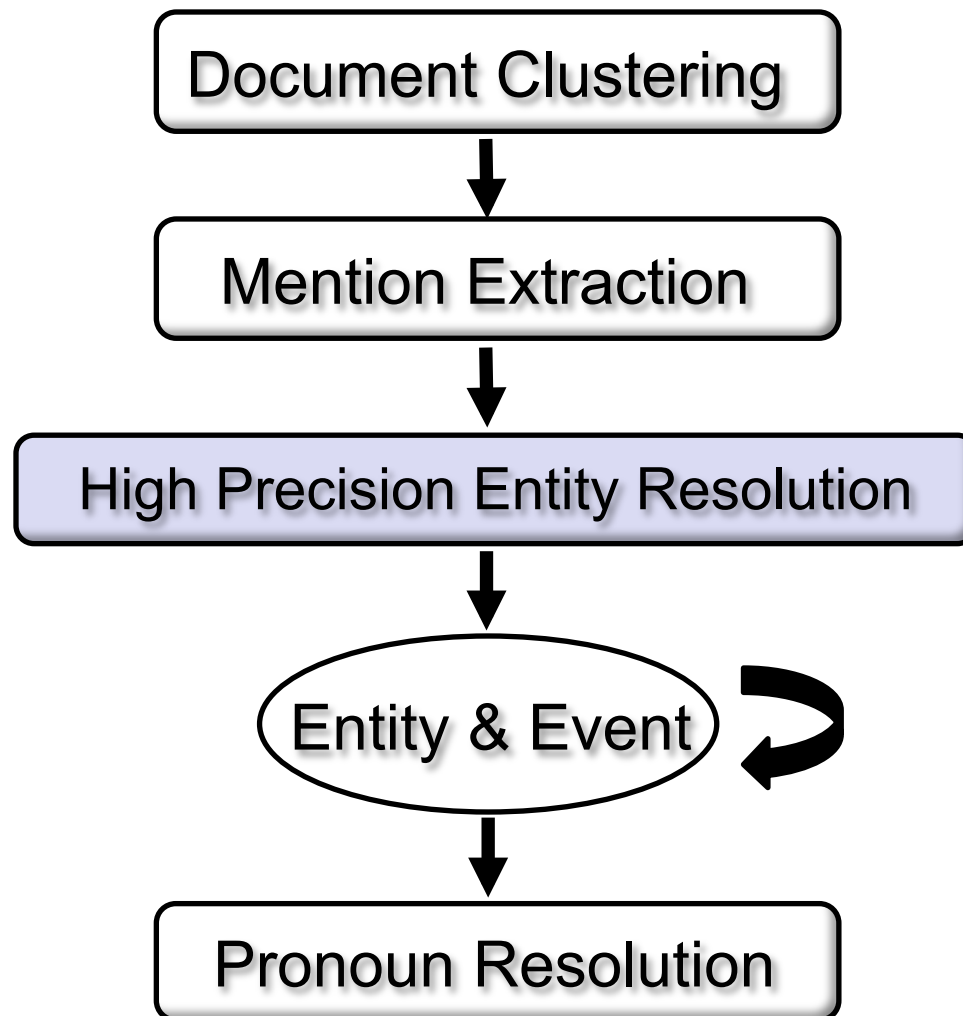 Document Clustering
Mention Extraction
High Precision Entity Resolution
Entity & Event
Pronoun Resolution